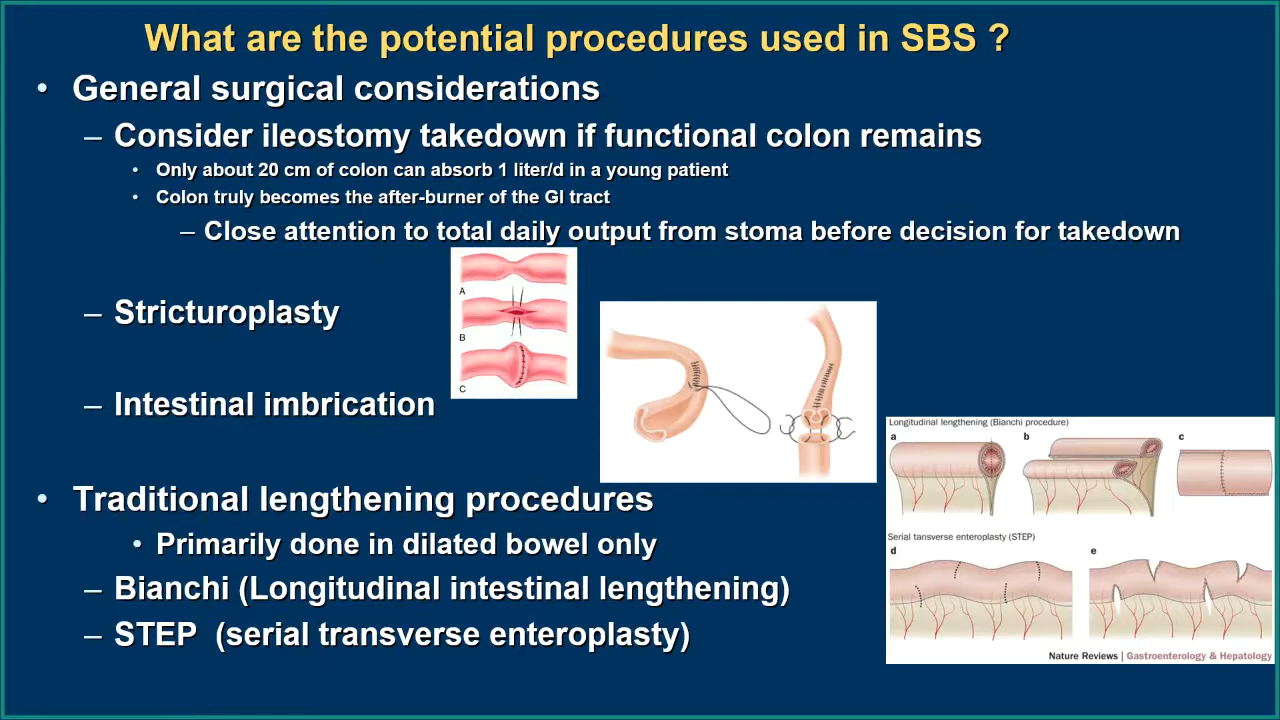 What are the potential procedures used in SBS ?
• General surgical considerations
– Consider ileostomy takedown if functional colon remains
• Only about 20 cm of colon can absorb 1 liter/d in a young patient
• Colon truly becomes the after-burner of the GI tract
– Close attention to total daily output from stoma before decision for takedown
A
– Stricturoplasty
B
C
– Intestinal imbrication
Longitudinal lengthening (Bianchi procedure)
a b c
• Traditional lengthening procedures
• Primarily done in dilated bowel only
Serial tansverse enteroplasty (STEP)
d e
– Bianchi (Longitudinal intestinal lengthening)
– STEP (serial transverse enteroplasty)
Nature Reviews | Gastroenterology & Hepatology